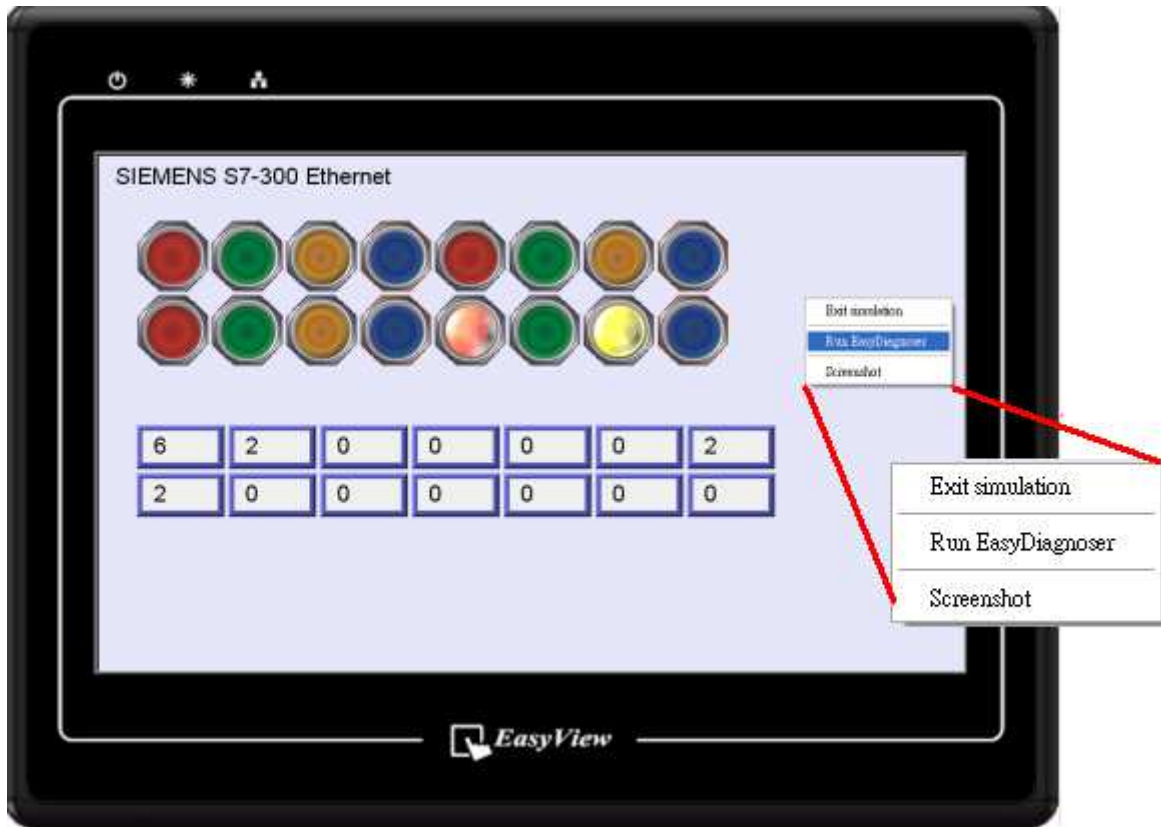 SIEMENS S7-300 Ethernet
Exit simulation
Run EasyDiagnoser
Screenshot
6 2 0 0 0 0 2
2 0 0 0 0 0 0
Exit simulation
Run EasyDiagnoser
Screenshot
EasyView